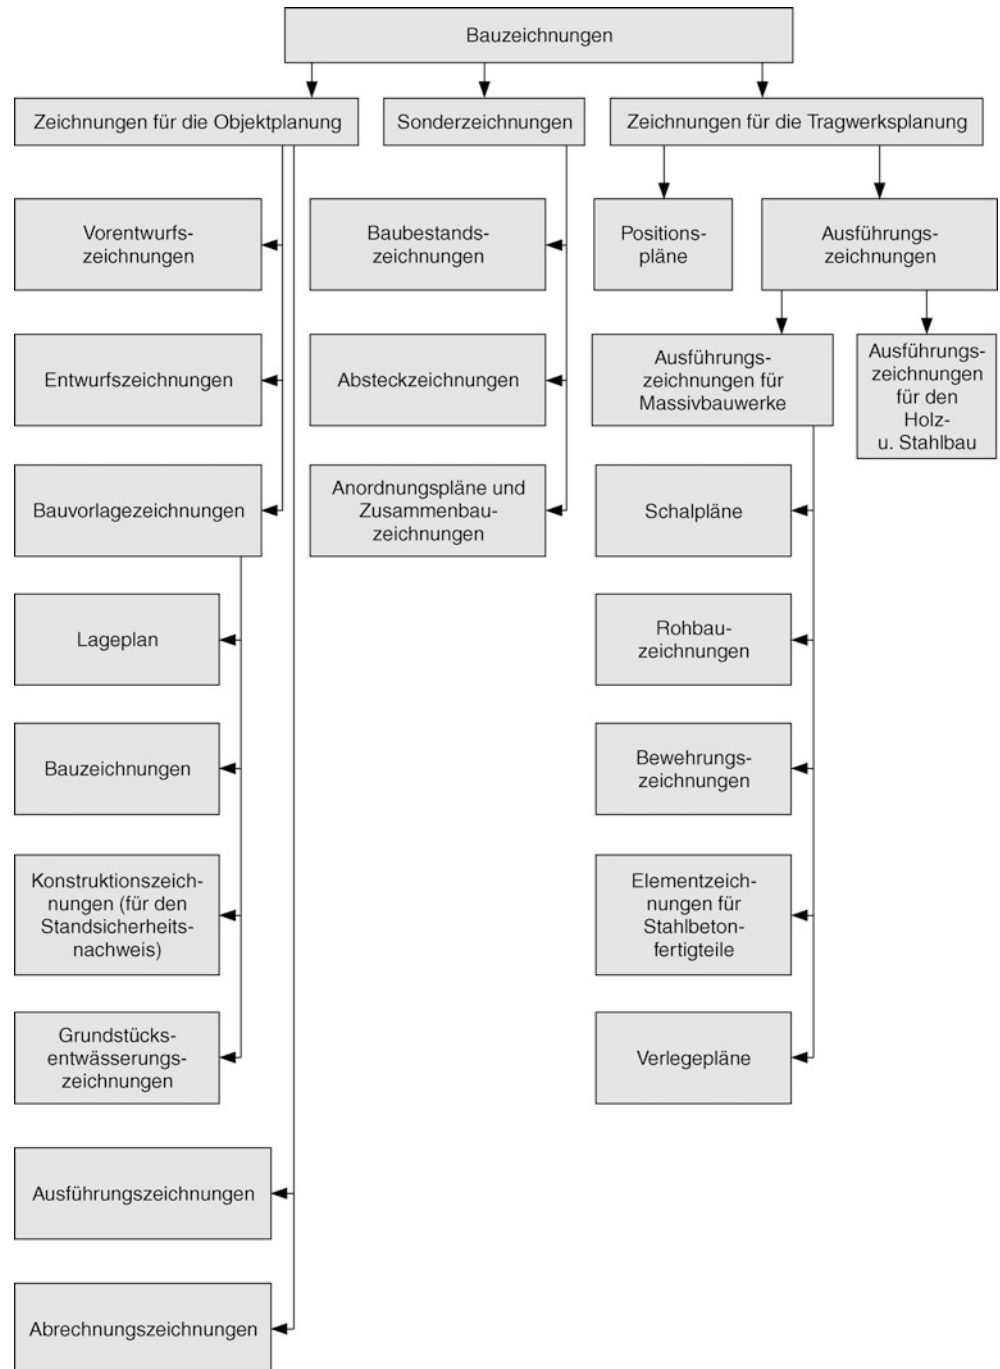 Bauzeichnungen
Zeichnungen für die Objektplanung
Sonderzeichnungen
Zeichnungen für die Tragwerksplanung
Vorentwurfs-
zeichnungen
Baubestands-
zeichnungen
Positions-
pläne
Ausführungs-
zeichnungen
Entwurfszeichnungen
Absteckzeichnungen
Ausführungs-
zeichnungen für
Massivbauwerke
Ausführungs-
zeichnungen
für den
Holz-
u. Stahlbau
Bauvorlagezeichnungen
Anordnungspläne und
Zusammenbau-
zeichnungen
Schalpläne
Lageplan
Rohbau-
zeichnungen
Bauzeichnungen
Bewehrungs-
zeichnungen
Konstruktionszeich-
nungen (für den
Standsicherheits-
nachweis)
Elementzeich-
nungen für
Stahlbeton-
fertigteile
Grundstücks-
entwässerungs-
zeichnungen
Verlegepläne
Ausführungszeichnungen
Abrechnungszeichnungen